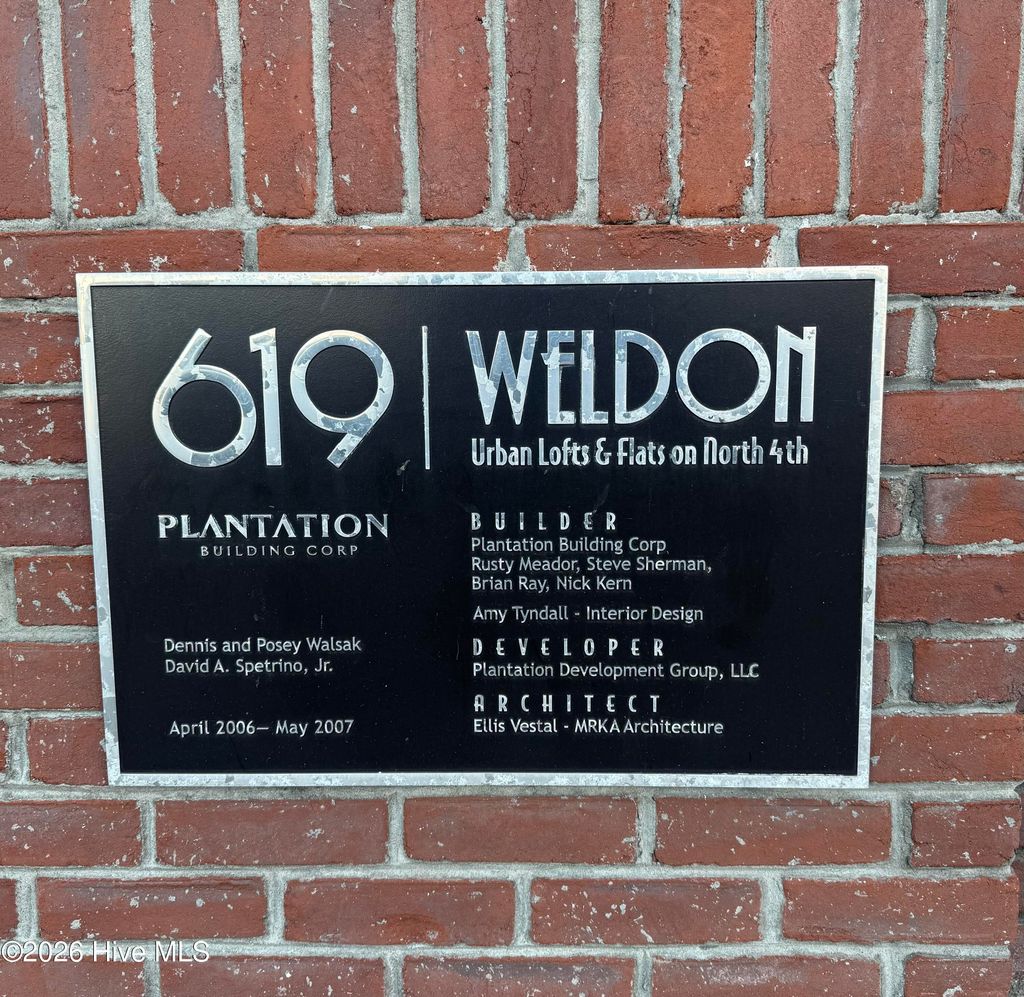 619 | WELDON
Urban Lofts & Flats on North 4th
PLANTATION
BUILDING CORP
Dennis and Posey Walsak
David A. Spetrino, Jr.
April 2006— May 2007
BUILDER
Plantation Building Corp
Rusty Meador, Steve Sherman,
Brian Ray, Nick Kern
Amy Tyndall - Interior Design
DEVELOPER
Plantation Development Group, LLC
ARCHITECT
Ellis Vestal - MRKA Architecture
©2026 Hive MLS